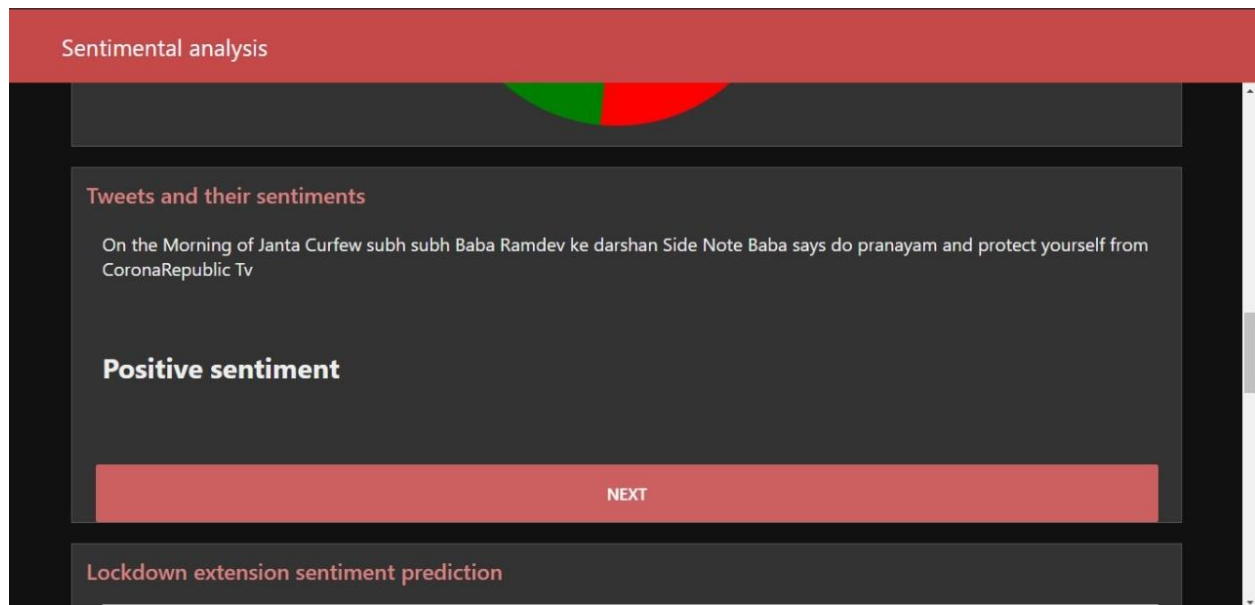 Sentimental analysis
Tweets and their sentiments
On the Morning of Janta Curfew subh subh Baba Ramdev ke darshan Side Note Baba says do pranayam and protect yourself from
CoronaRepublic Tv
Positive sentiment
NEXT
Lockdown extension sentiment prediction